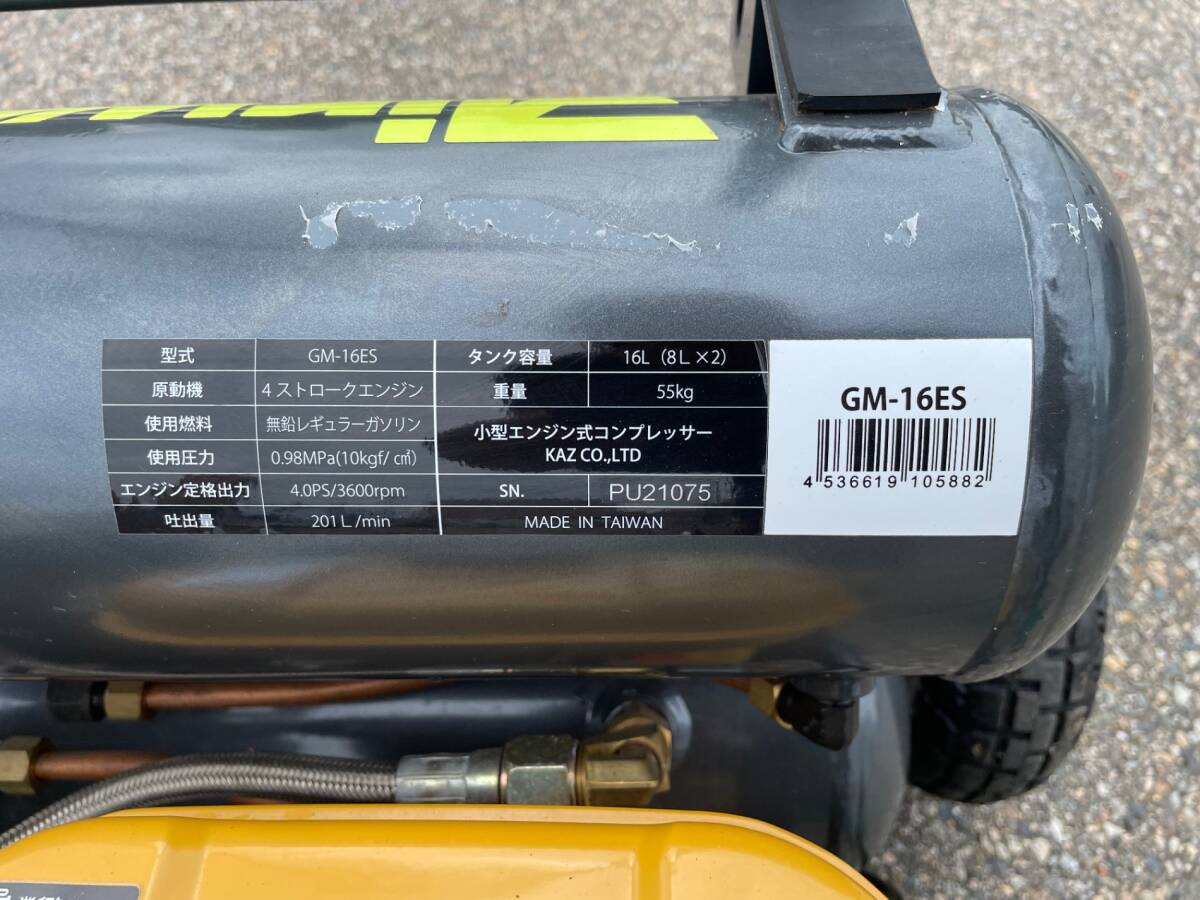 型式 GM-16ES
原動機 4ストロークエンジン
使用燃料 無鉛レギュラーガソリン
使用圧力 0.98MPa(10kgf/㎠)
エンジン定格出力 4.0PS/3600rpm
吐出量 201L/min
タンク容量 16L（8L×2）
重量 55kg
小型エンジン式コンプレッサー
KAZ CO.,LTD
SN. PU21075
MADE IN TAIWAN
GM-16ES
4 536619 105882